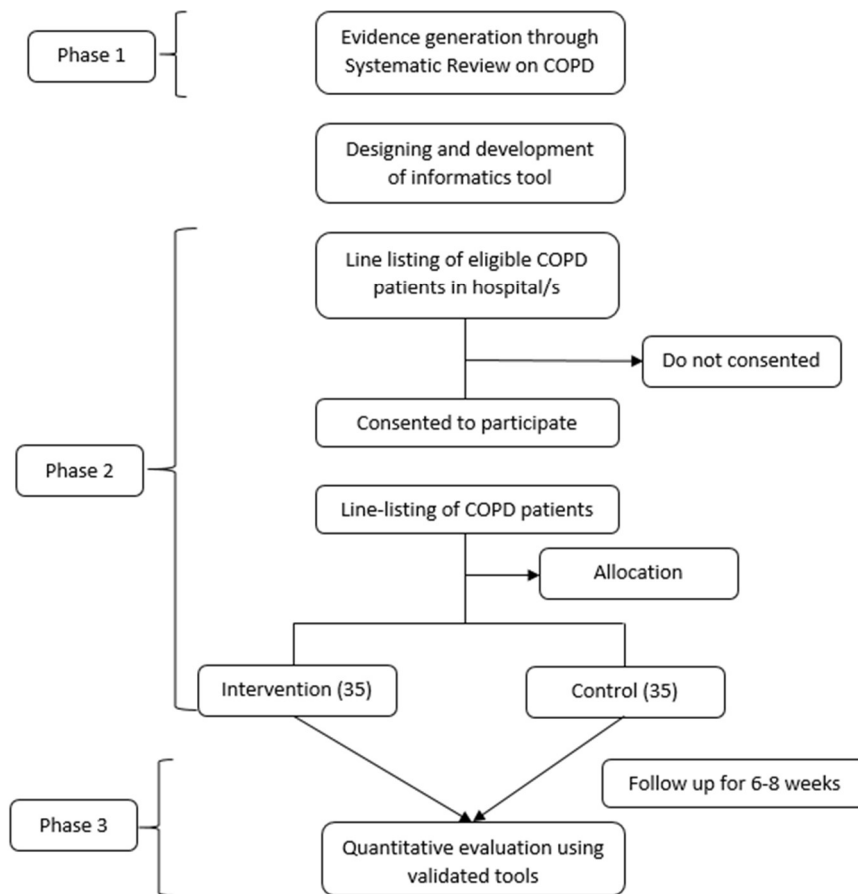 Phase 1
Evidence generation through
Systematic Review on COPD
Designing and development
of informatics tool
Line listing of eligible COPD
patients in hospital/s
Do not consented
Consented to participate
Phase 2
Line-listing of COPD patients
Allocation
Intervention (35)
Control (35)
Follow up for 6-8 weeks
Phase 3
Quantitative evaluation using
validated tools